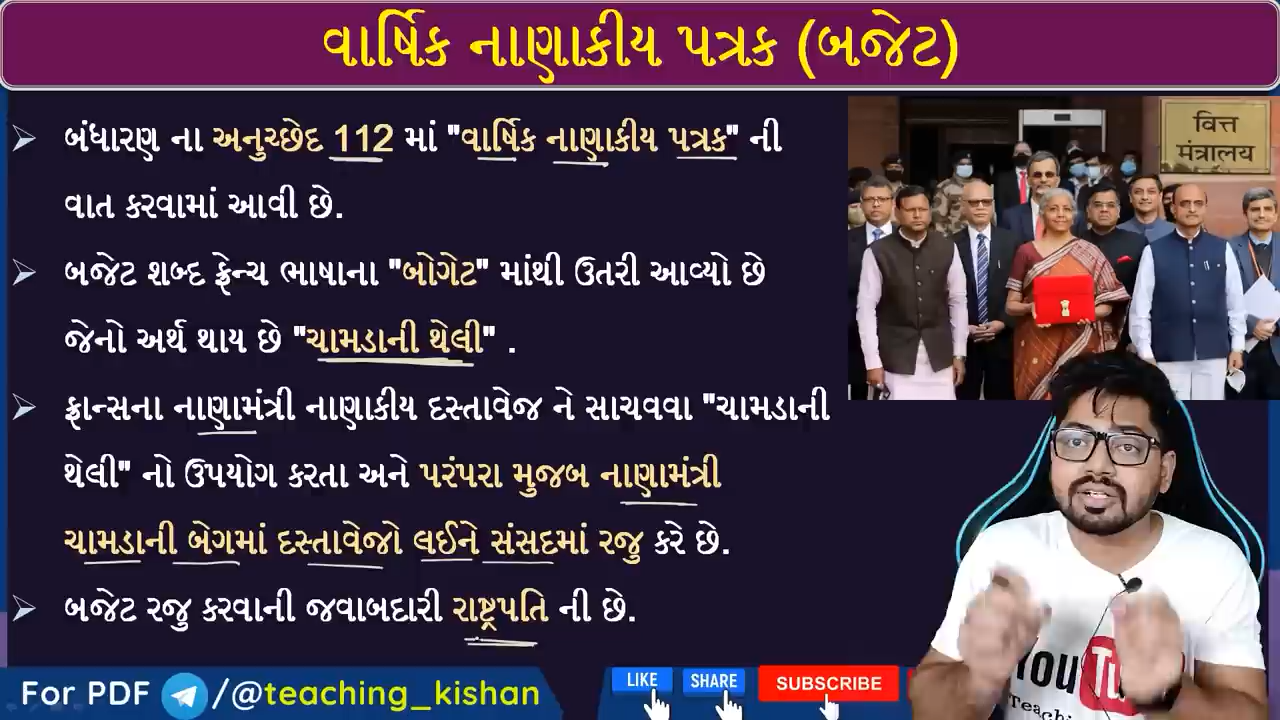 વાર્ષિક નાણાકીય પત્રક (બજેટ)
वित्त
मंत्रालय
બંધારણ ના અનુચ્છેદ 112 માં "વાર્ષિક નાણાકીય પત્રક" ની
વાત કરવામાં આવી છે.
બજેટ શબ્દ ફ્રેન્ચ ભાષાના "બોગેટ" માંથી ઉતરી આવ્યો છે
જેનો અર્થ થાય છે "ચામડાની થેલી" .
ફ્રાન્સના નાણામંત્રી નાણાકીય દસ્તાવેજ ને સાચવવા "ચામડાની
થેલી" નો ઉપયોગ કરતા અને પરંપરા મુજબ નાણામંત્રી
ચામડાની બેગમાં દસ્તાવેજો લઈને સંસદમાં રજુ કરે છે.
બજેટ રજુ કરવાની જવાબદારી રાષ્ટ્રપતિ ની છે.
For PDF /@teaching_kishan
LIKE SHARE SUBSCRIBE